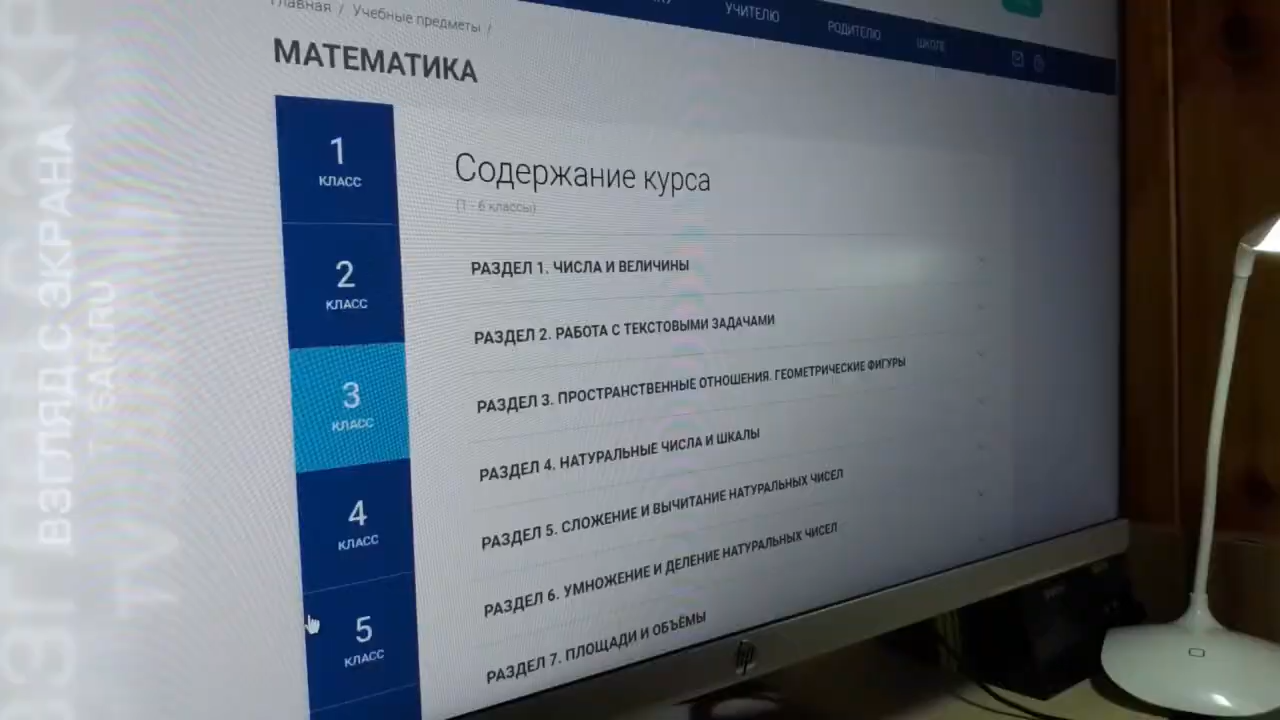 Главная / Учебные предметы /
УЧИТЕЛЮ
РОДИТЕЛЮ
ШКОЛЕ
МАТЕМАТИКА
1
КЛАСС
2
КЛАСС
3
КЛАСС
4
КЛАСС
5
КЛАСС
Содержание курса
(1 - 6 классы)
РАЗДЕЛ 1. ЧИСЛА И ВЕЛИЧИНЫ
РАЗДЕЛ 2. РАБОТА С ТЕКСТОВЫМИ ЗАДАЧАМИ
РАЗДЕЛ 3. ПРОСТРАНСТВЕННЫЕ ОТНОШЕНИЯ. ГЕОМЕТРИЧЕСКИЕ ФИГУРЫ
РАЗДЕЛ 4. НАТУРАЛЬНЫЕ ЧИСЛА И ШКАЛЫ
РАЗДЕЛ 5. СЛОЖЕНИЕ И ВЫЧИТАНИЕ НАТУРАЛЬНЫХ ЧИСЕЛ
РАЗДЕЛ 6. УМНОЖЕНИЕ И ДЕЛЕНИЕ НАТУРАЛЬНЫХ ЧИСЕЛ
РАЗДЕЛ 7. ПЛОЩАДИ И ОБЪЁМЫ
hp
ВЗГЛЯД С ЭКРАНА